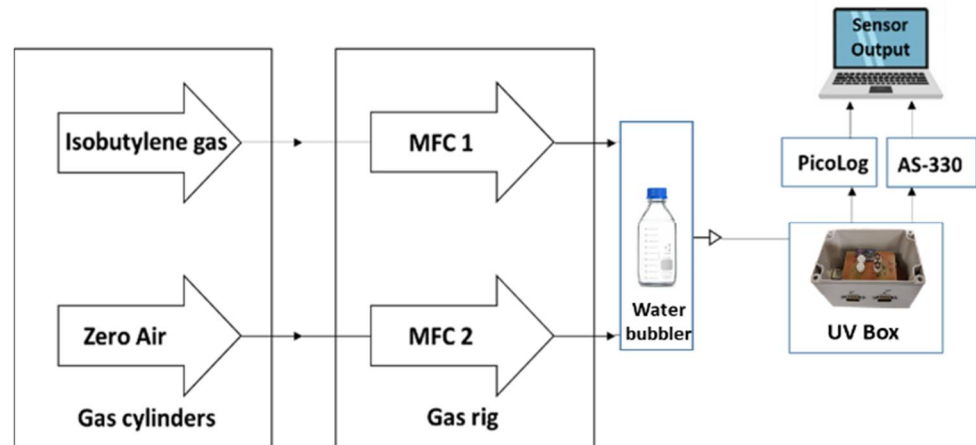 Sensor
Output
Isobutylene gas
MFC 1
PicoLog
AS-330
Zero Air
MFC 2
Water
bubbler
UV Box
Gas cylinders
Gas rig